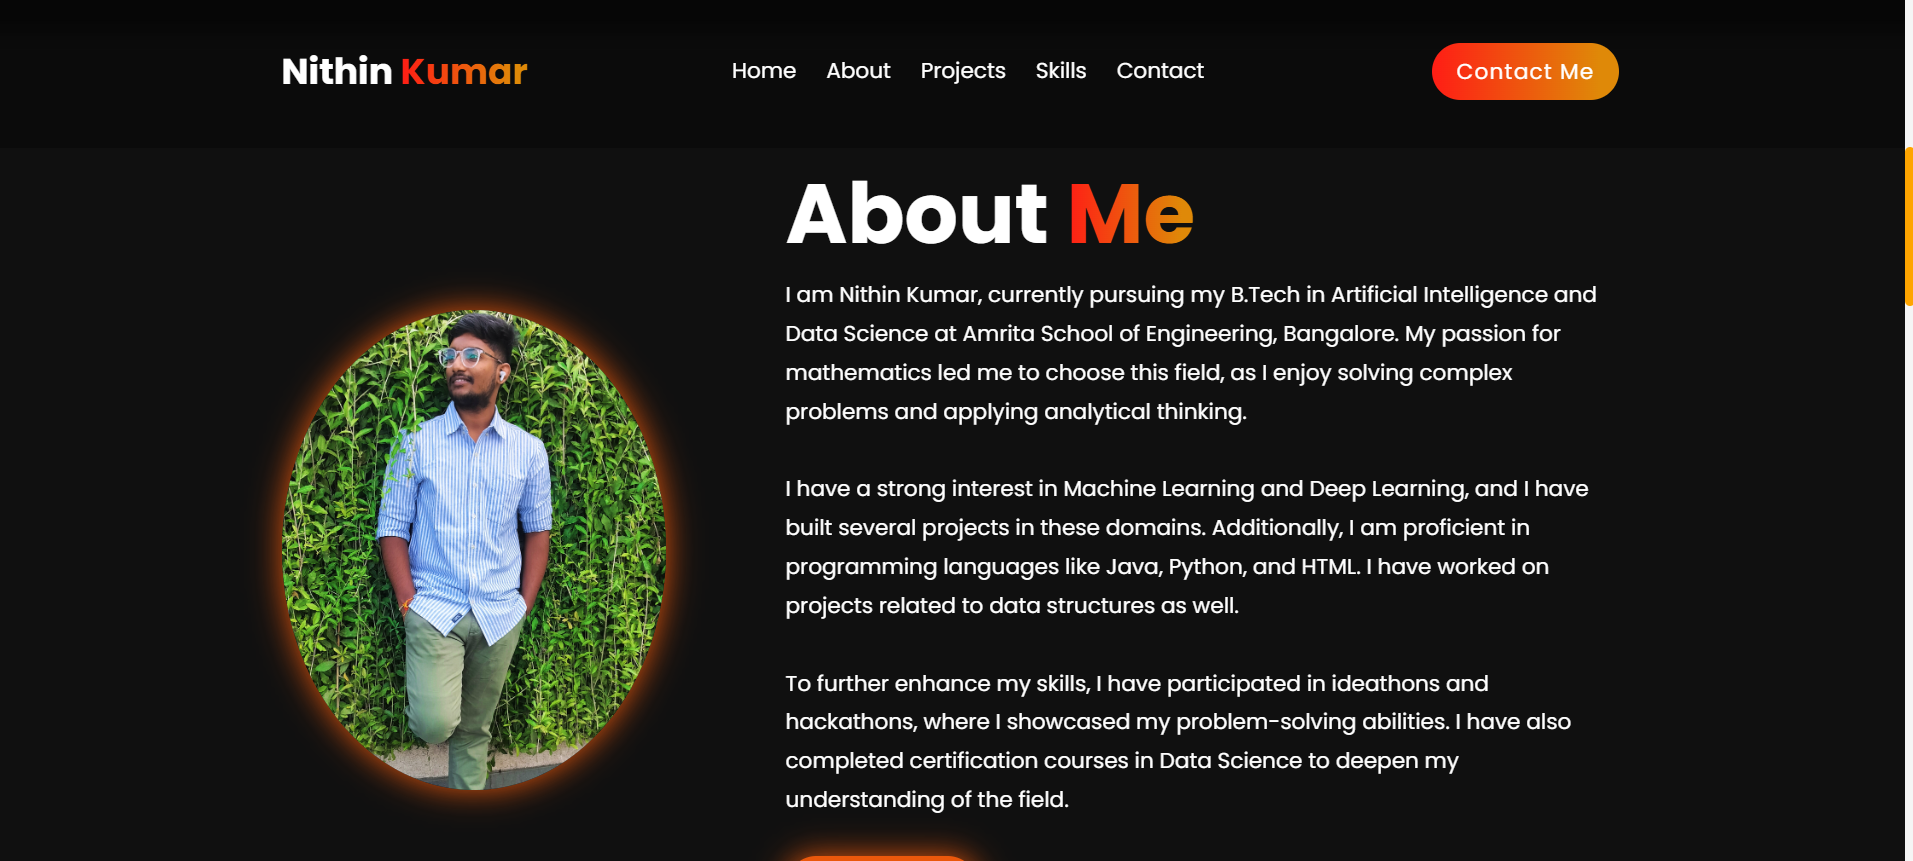 Nithin Kumar
Home About Projects Skills Contact
Contact Me
About Me
I am Nithin Kumar, currently pursuing my B.Tech in Artificial Intelligence and
Data Science at Amrita School of Engineering, Bangalore. My passion for
mathematics led me to choose this field, as I enjoy solving complex
problems and applying analytical thinking.
I have a strong interest in Machine Learning and Deep Learning, and I have
built several projects in these domains. Additionally, I am proficient in
programming languages like Java, Python, and HTML. I have worked on
projects related to data structures as well.
To further enhance my skills, I have participated in ideathons and
hackathons, where I showcased my problem-solving abilities. I have also
completed certification courses in Data Science to deepen my
understanding of the field.